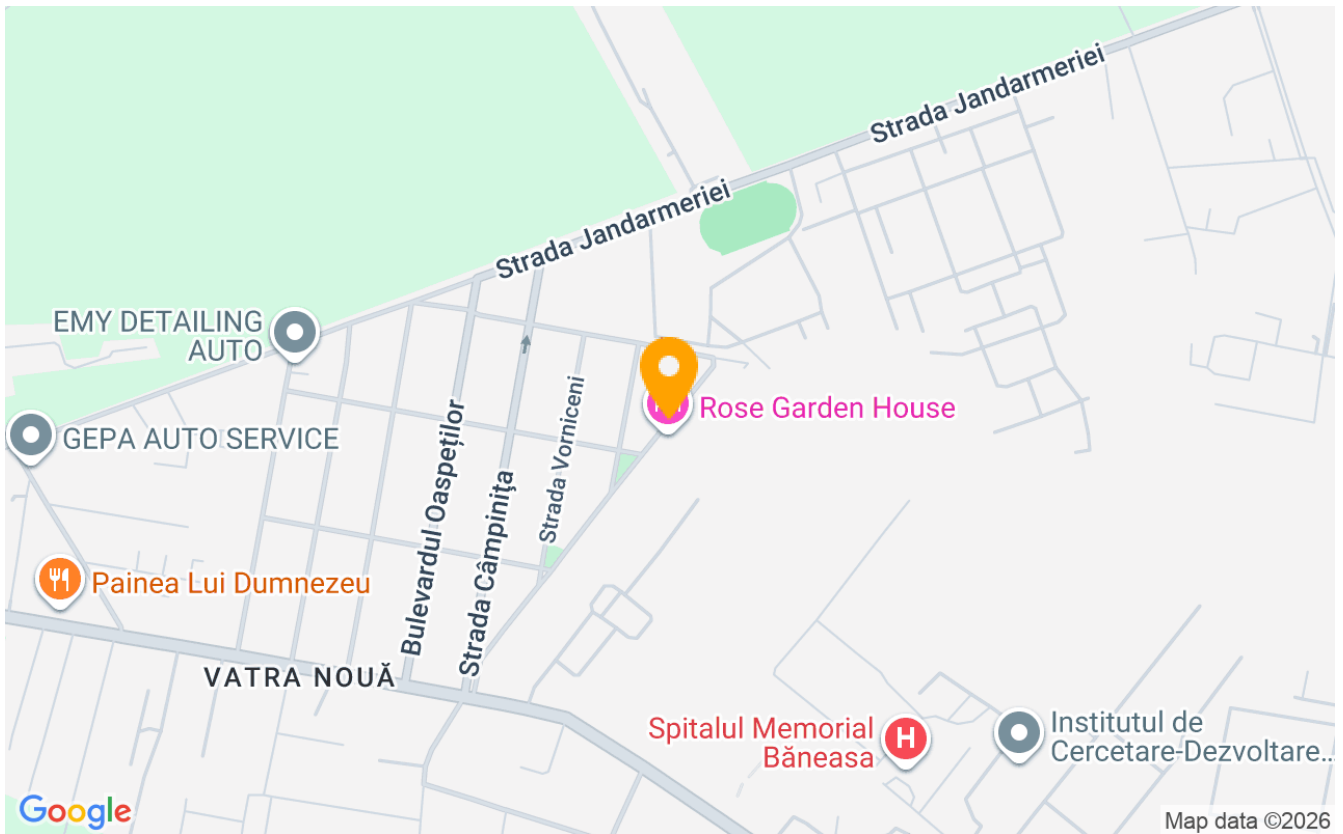 Strada Jandarmeriei
Strada Jandarmeriei
EMY DETAILING
AUTO
GEPA AUTO SERVICE
Rose Garden House
Bulevardul Oaspeților
Strada Câmpinița
Strada Vorniceni
Painea Lui Dumnezeu
VATRA NOUĂ
Spitalul Memorial
Băneasa
H
Institutul de
Cercetare-Dezvoltare...
Google
Map data ©2026